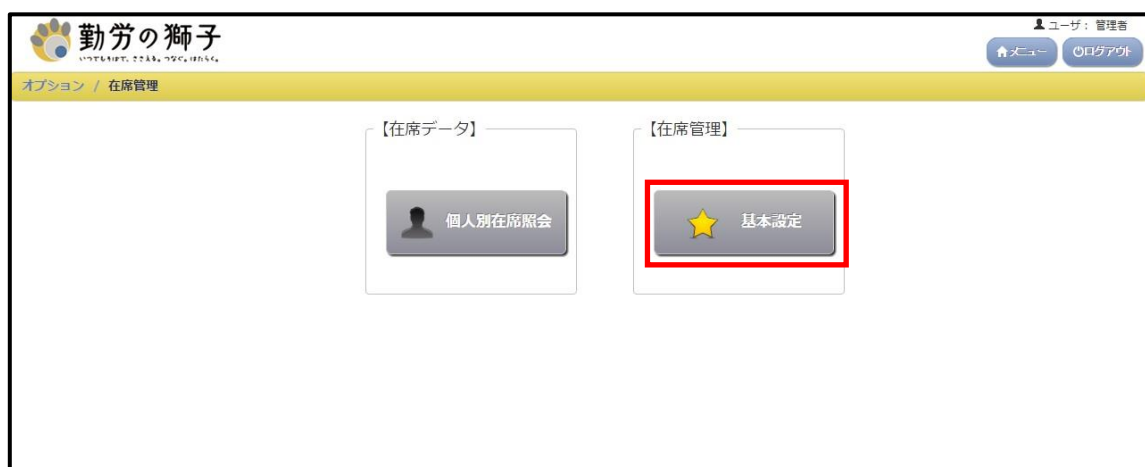 勤労の獅子
いつでもりはす、ささえる。つなぐ。はたらく。
ユーザ： 管理者
メニュー
ログアウト
オプション / 在席管理
【在席データ】
【在席管理】
個人別在席照会
基本設定